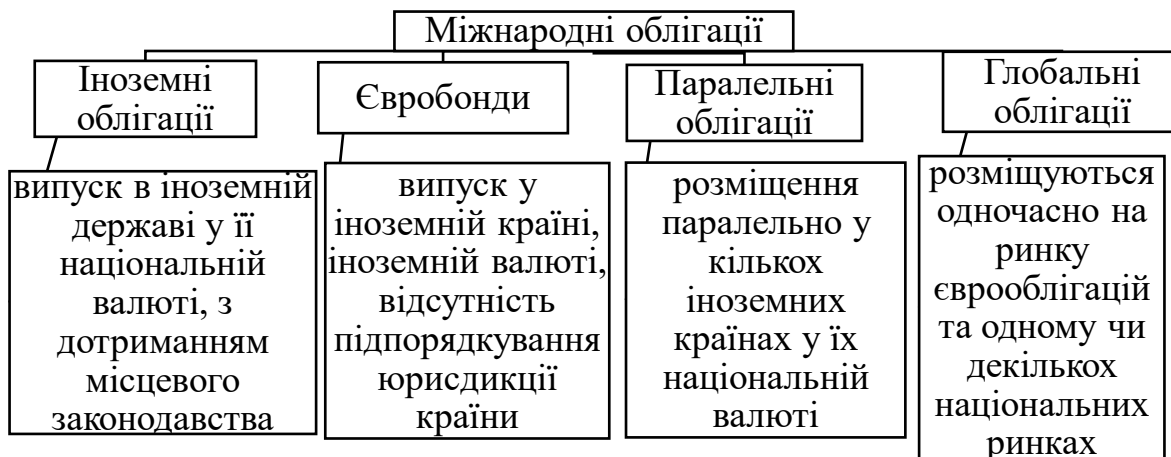 Міжнародні облігації
Іноземні
облігації
випуск в іноземній
державі у її
національній
валюті, з
дотриманням
місцевого
законодавства
Євробонди
випуск у
іноземній країні,
іноземній валюті,
відсутність
підпорядкування
юрисдикції
країни
Паралельні
облігації
розміщення
паралельно у
кількох
іноземних
країнах у їх
національній
валюті
Глобальні
облігації
розміщуються
одночасно на
ринку
єврооблігацій
та одному чи
декількох
національних
ринках